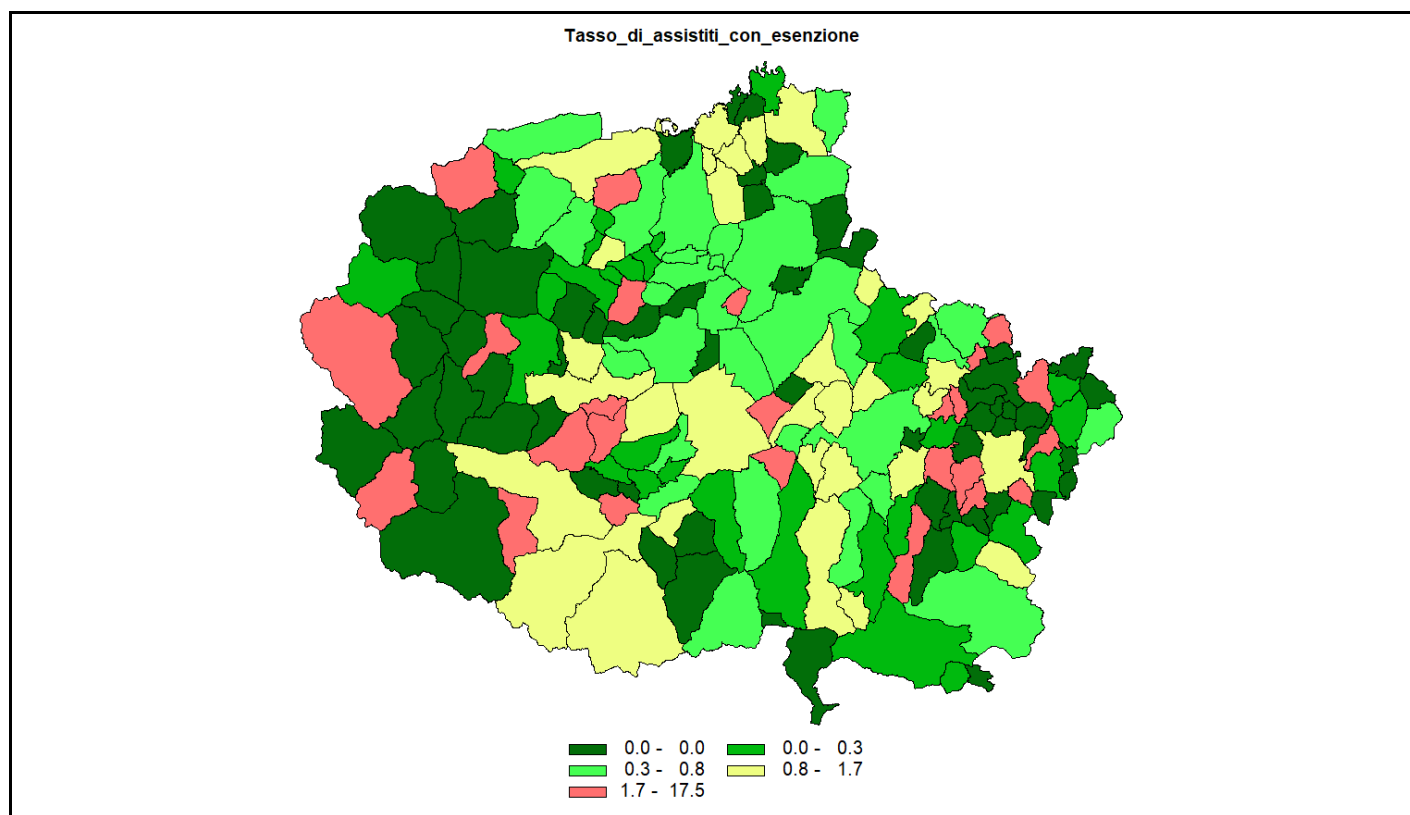 Tasso_di_assistiti_con_esenzione
0.0 - 0.0 0.0 - 0.3
0.3 - 0.8 0.8 - 1.7
1.7 - 17.5